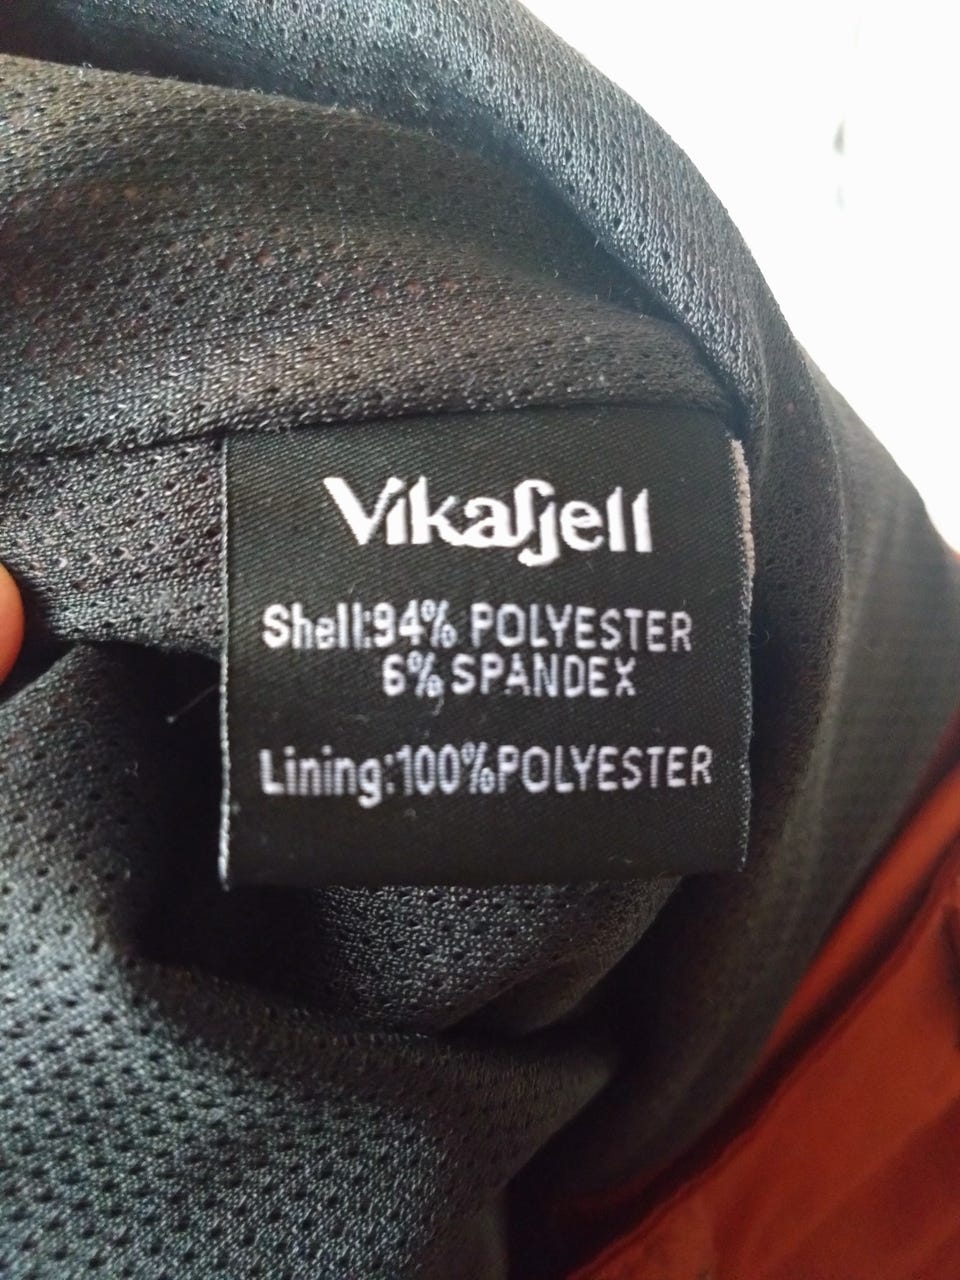 Vikafjell
Shell:94% POLYESTER
6% SPANDEX
Lining:100%POLYESTER